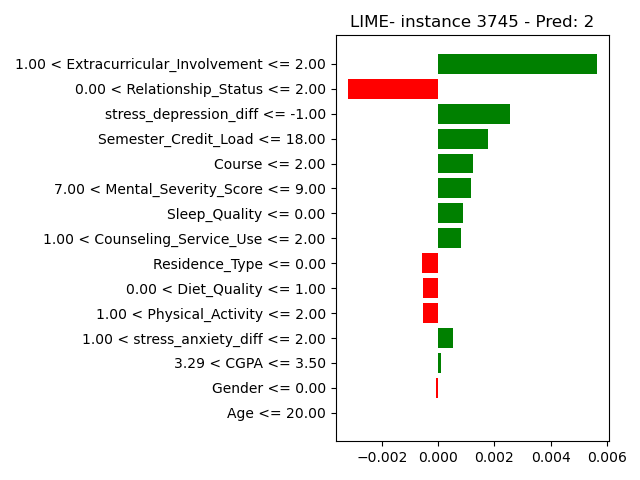 LIME- instance 3745 - Pred: 2
1.00 < Extracurricular_Involvement <= 2.00
0.00 < Relationship_Status <= 2.00
stress_depression_diff <= -1.00
Semester_Credit_Load <= 18.00
Course <= 2.00
7.00 < Mental_Severity_Score <= 9.00
Sleep_Quality <= 0.00
1.00 < Counseling_Service_Use <= 2.00
Residence_Type <= 0.00
0.00 < Diet_Quality <= 1.00
1.00 < Physical_Activity <= 2.00
1.00 < stress_anxiety_diff <= 2.00
3.29 < CGPA <= 3.50
Gender <= 0.00
Age <= 20.00
−0.002 0.000 0.002 0.004 0.006